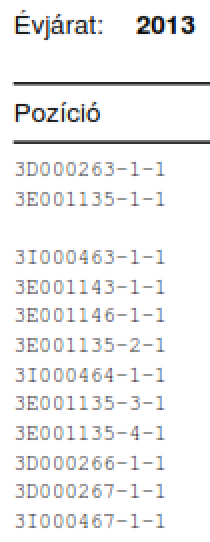 Évjárat: 2013
Pozíció
3D000263-1-1
3E001135-1-1
3I000463-1-1
3E001143-1-1
3E001146-1-1
3E001135-2-1
3I000464-1-1
3E001135-3-1
3E001135-4-1
3D000266-1-1
3D000267-1-1
3I000467-1-1